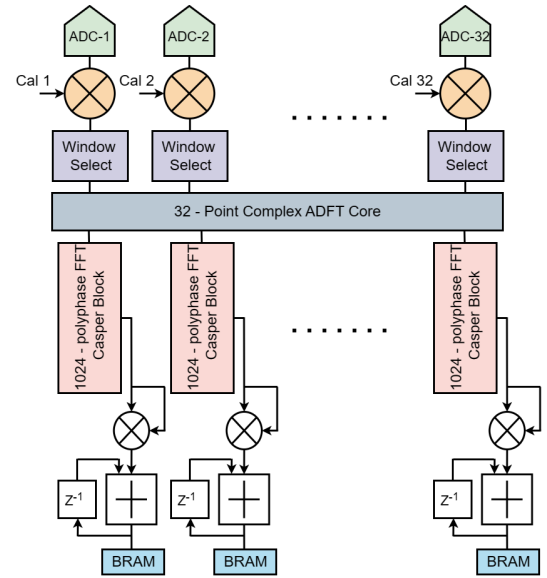 ADC-1
ADC-2
ADC-32
Cal 1
Cal 2
Cal 32
Window
Select
Window
Select
Window
Select
32 - Point Complex ADFT Core
1024 - polyphase FFT
Casper Block
1024 - polyphase FFT
Casper Block
1024 - polyphase FFT
Casper Block
Z-1
Z-1
Z-1
BRAM
BRAM
BRAM